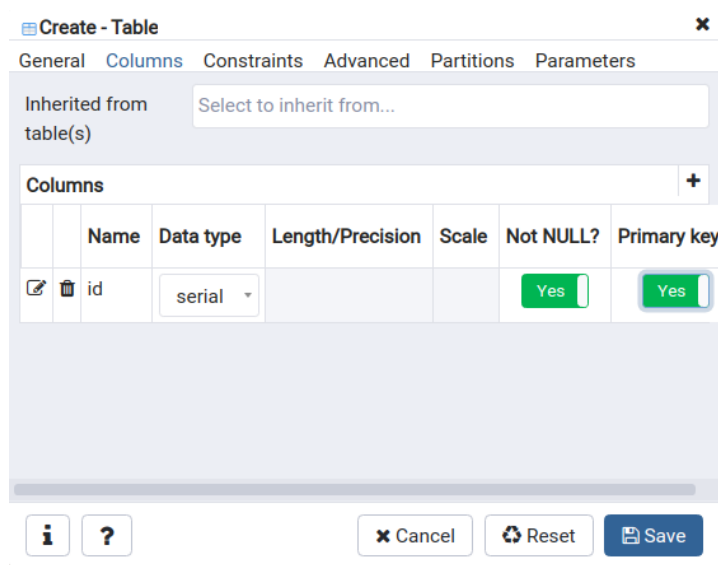 Create - Table
General Columns Constraints Advanced Partitions Parameters
Inherited from table(s) Select to inherit from...
Columns
Name Data type Length/Precision Scale Not NULL? Primary key
id serial Yes Yes
i ? Cancel Reset Save